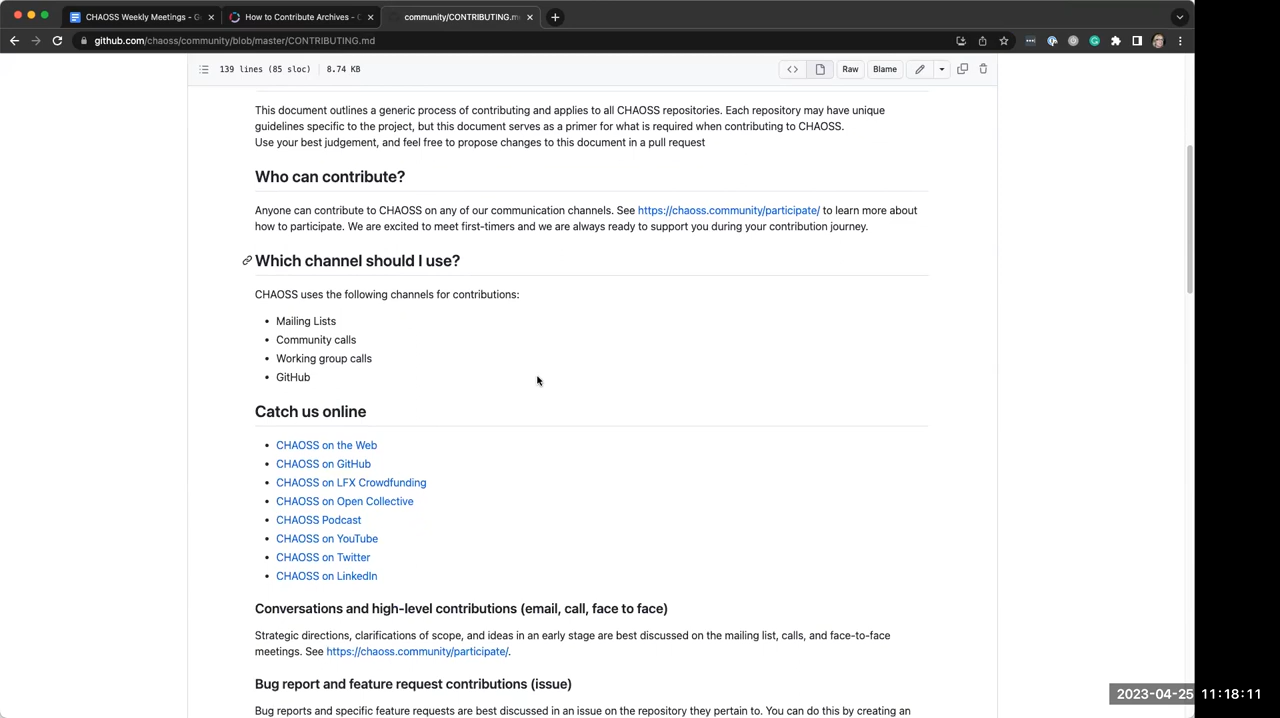 CHAOSS Weekly Meetings - G
How to Contribute Archives - C
community/CONTRIBUTING.m
github.com/chaoss/community/blob/master/CONTRIBUTING.md
139 lines (85 sloc) 8.74 KB
Raw
Blame
This document outlines a generic process of contributing and applies to all CHAOSS repositories. Each repository may have unique
guidelines specific to the project, but this document serves as a primer for what is required when contributing to CHAOSS.
Use your best judgement, and feel free to propose changes to this document in a pull request
Who can contribute?
Anyone can contribute to CHAOSS on any of our communication channels. See https://chaoss.community/participate/ to learn more about
how to participate. We are excited to meet first-timers and we are always ready to support you during your contribution journey.
Which channel should I use?
CHAOSS uses the following channels for contributions:
• Mailing Lists
• Community calls
• Working group calls
• GitHub
Catch us online
• CHAOSS on the Web
• CHAOSS on GitHub
• CHAOSS on LFX Crowdfunding
• CHAOSS on Open Collective
• CHAOSS Podcast
• CHAOSS on YouTube
• CHAOSS on Twitter
• CHAOSS on LinkedIn
Conversations and high-level contributions (email, call, face to face)
Strategic directions, clarifications of scope, and ideas in an early stage are best discussed on the mailing list, calls, and face-to-face
meetings. See https://chaoss.community/participate/.
Bug report and feature request contributions (issue)
Bug reports and specific feature requests are best discussed in an issue on the repository they pertain to. You can do this by creating an
2023-04-25 11:18:11